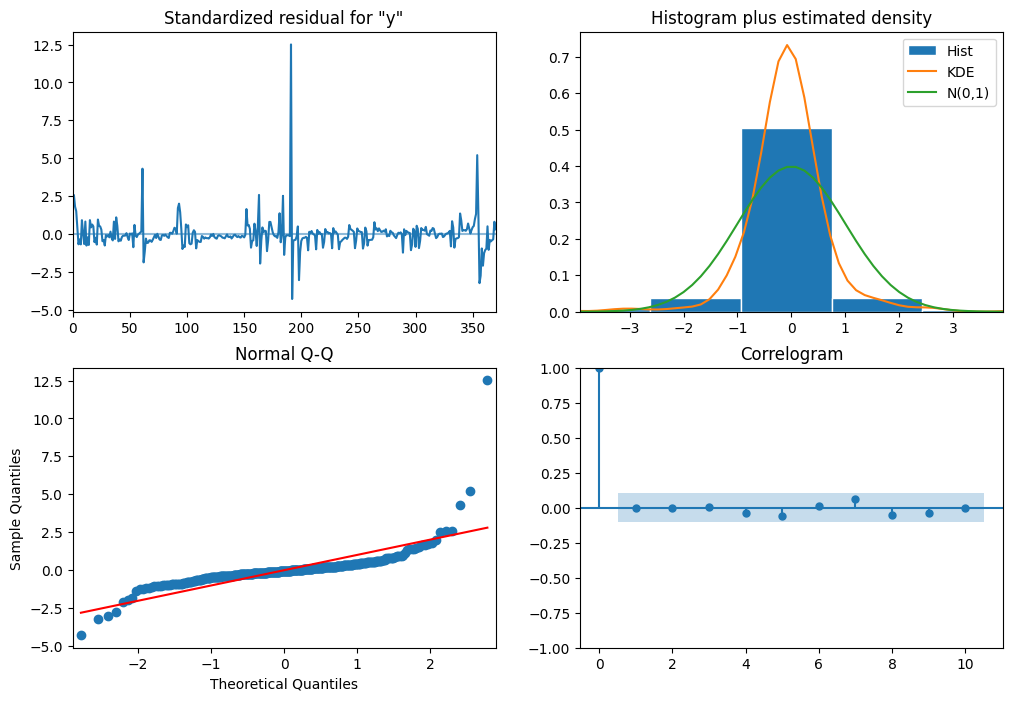 Standardized residual for "y"
12.5
10.0
7.5
5.0
2.5
0.0
−2.5
−5.0
0 50 100 150 200 250 300 350
Histogram plus estimated density
Hist
KDE
N(0,1)
0.7
0.6
0.5
0.4
0.3
0.2
0.1
0.0
−3 −2 −1 0 1 2 3
Normal Q-Q
Sample Quantiles
12.5
10.0
7.5
5.0
2.5
0.0
−2.5
−5.0
−2 −1 0 1 2
Theoretical Quantiles
Correlogram
1.00
0.75
0.50
0.25
0.00
−0.25
−0.50
−0.75
−1.00
0 2 4 6 8 10